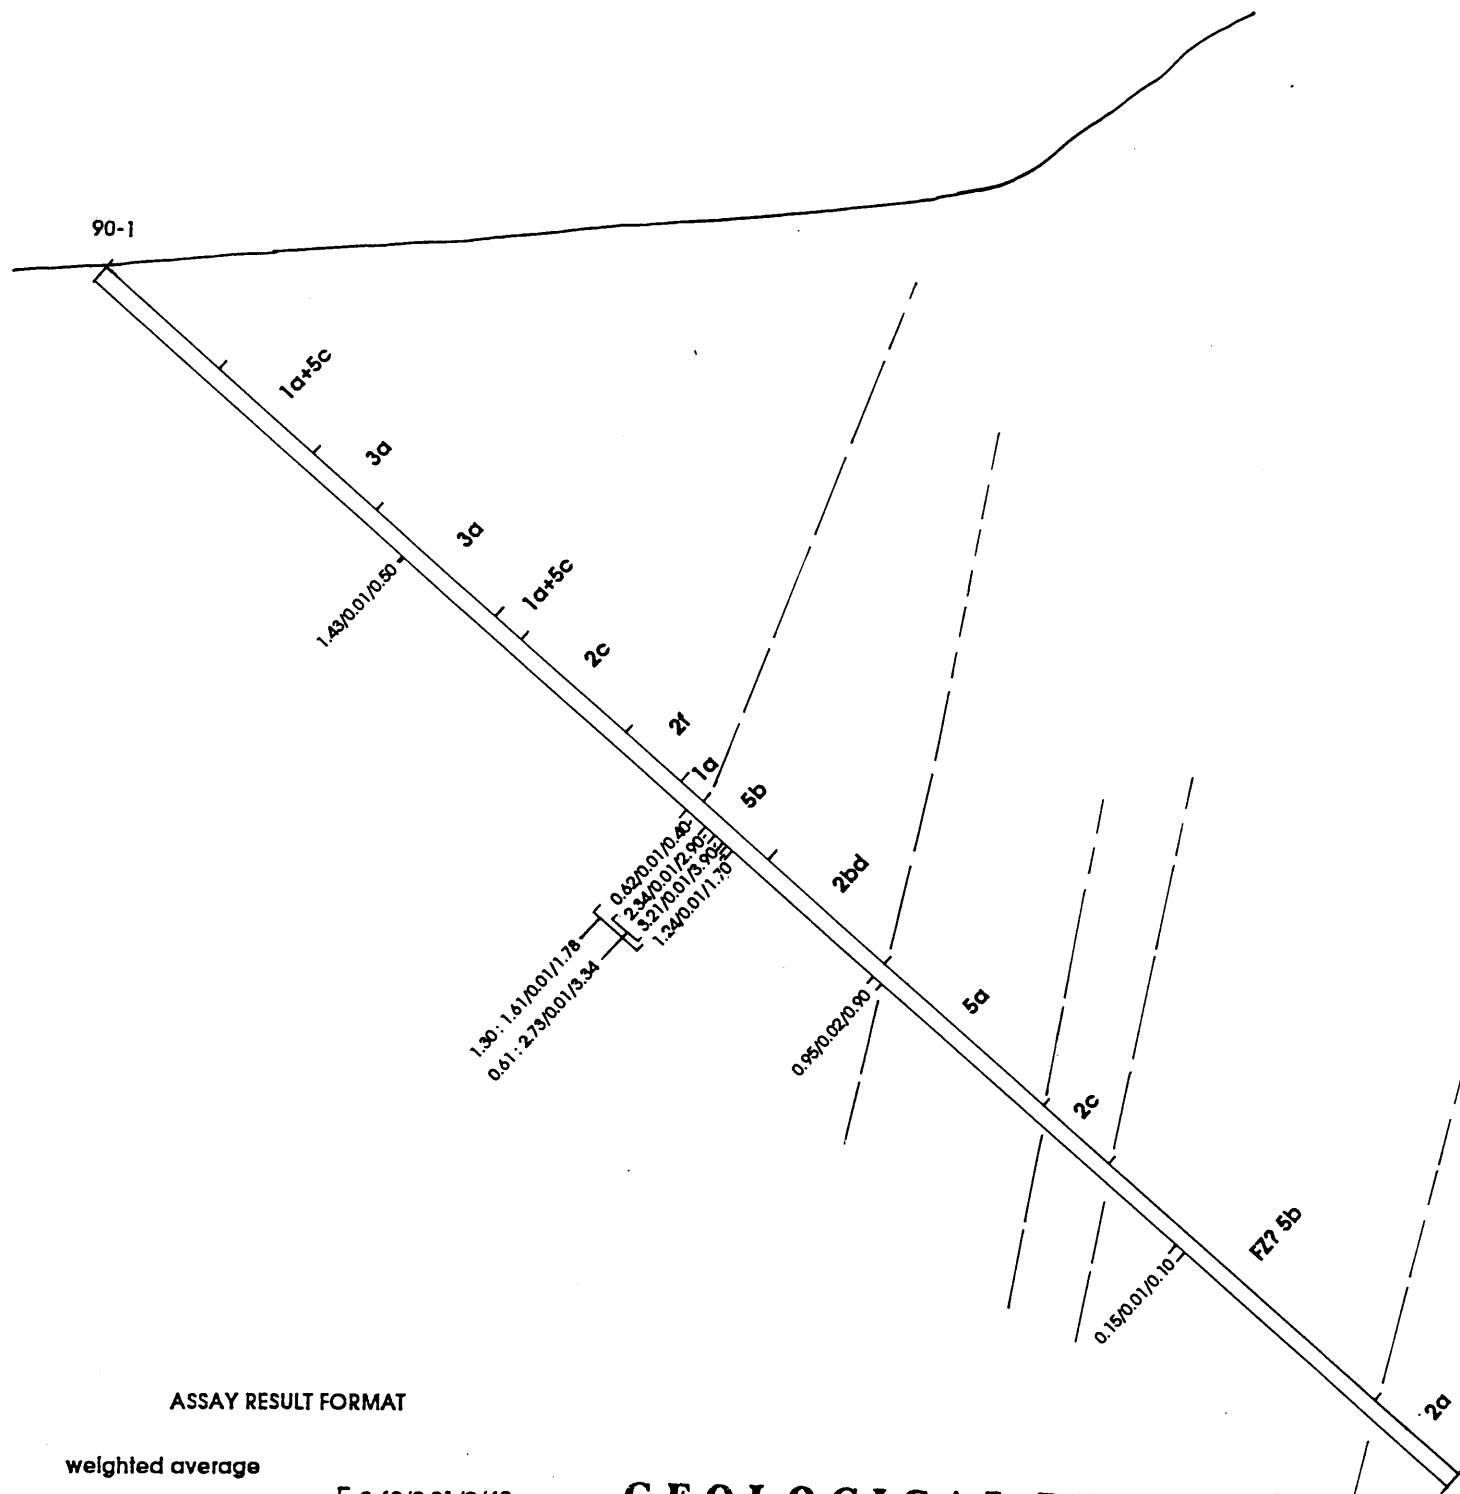 90-1
1a+5c
3a
3a
1.43/0.01/0.50
1a+5c
2c
2f
1a
5b
0.62/0.01/0.40
2.34/0.01/2.90
3.21/0.01/3.90
1.24/0.01/1.70
1.30 : 1.61/0.01/1.78
0.61 : 2.73/0.01/3.34
2bd
0.95/0.02/0.90
5a
2c
FZ? 5b
0.15/0.01/0.10
2a
ASSAY RESULT FORMAT
weighted average
GEOLOGICAL